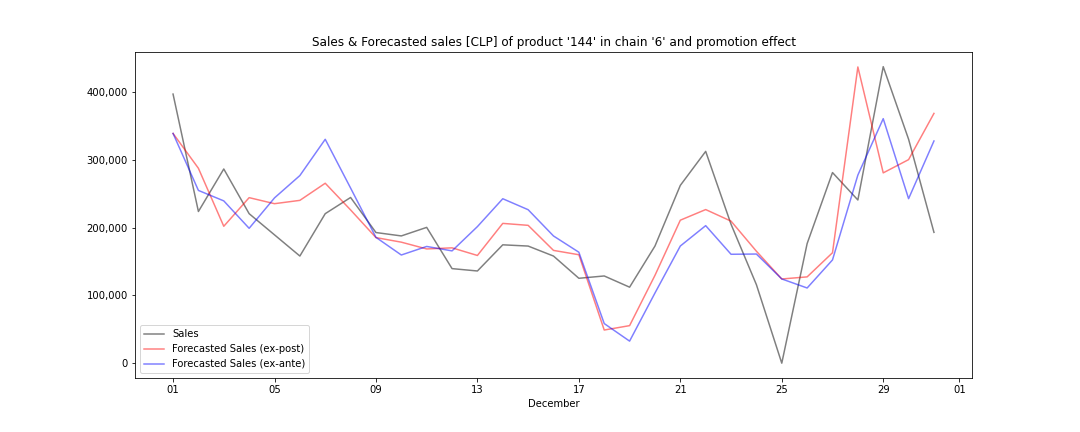 Sales & Forecasted sales [CLP] of product '144' in chain '6' and promotion effect
400,000
300,000
200,000
100,000
0
Sales
Forecasted Sales (ex-post)
Forecasted Sales (ex-ante)
01 05 09 13 17 21 25 29 01
December